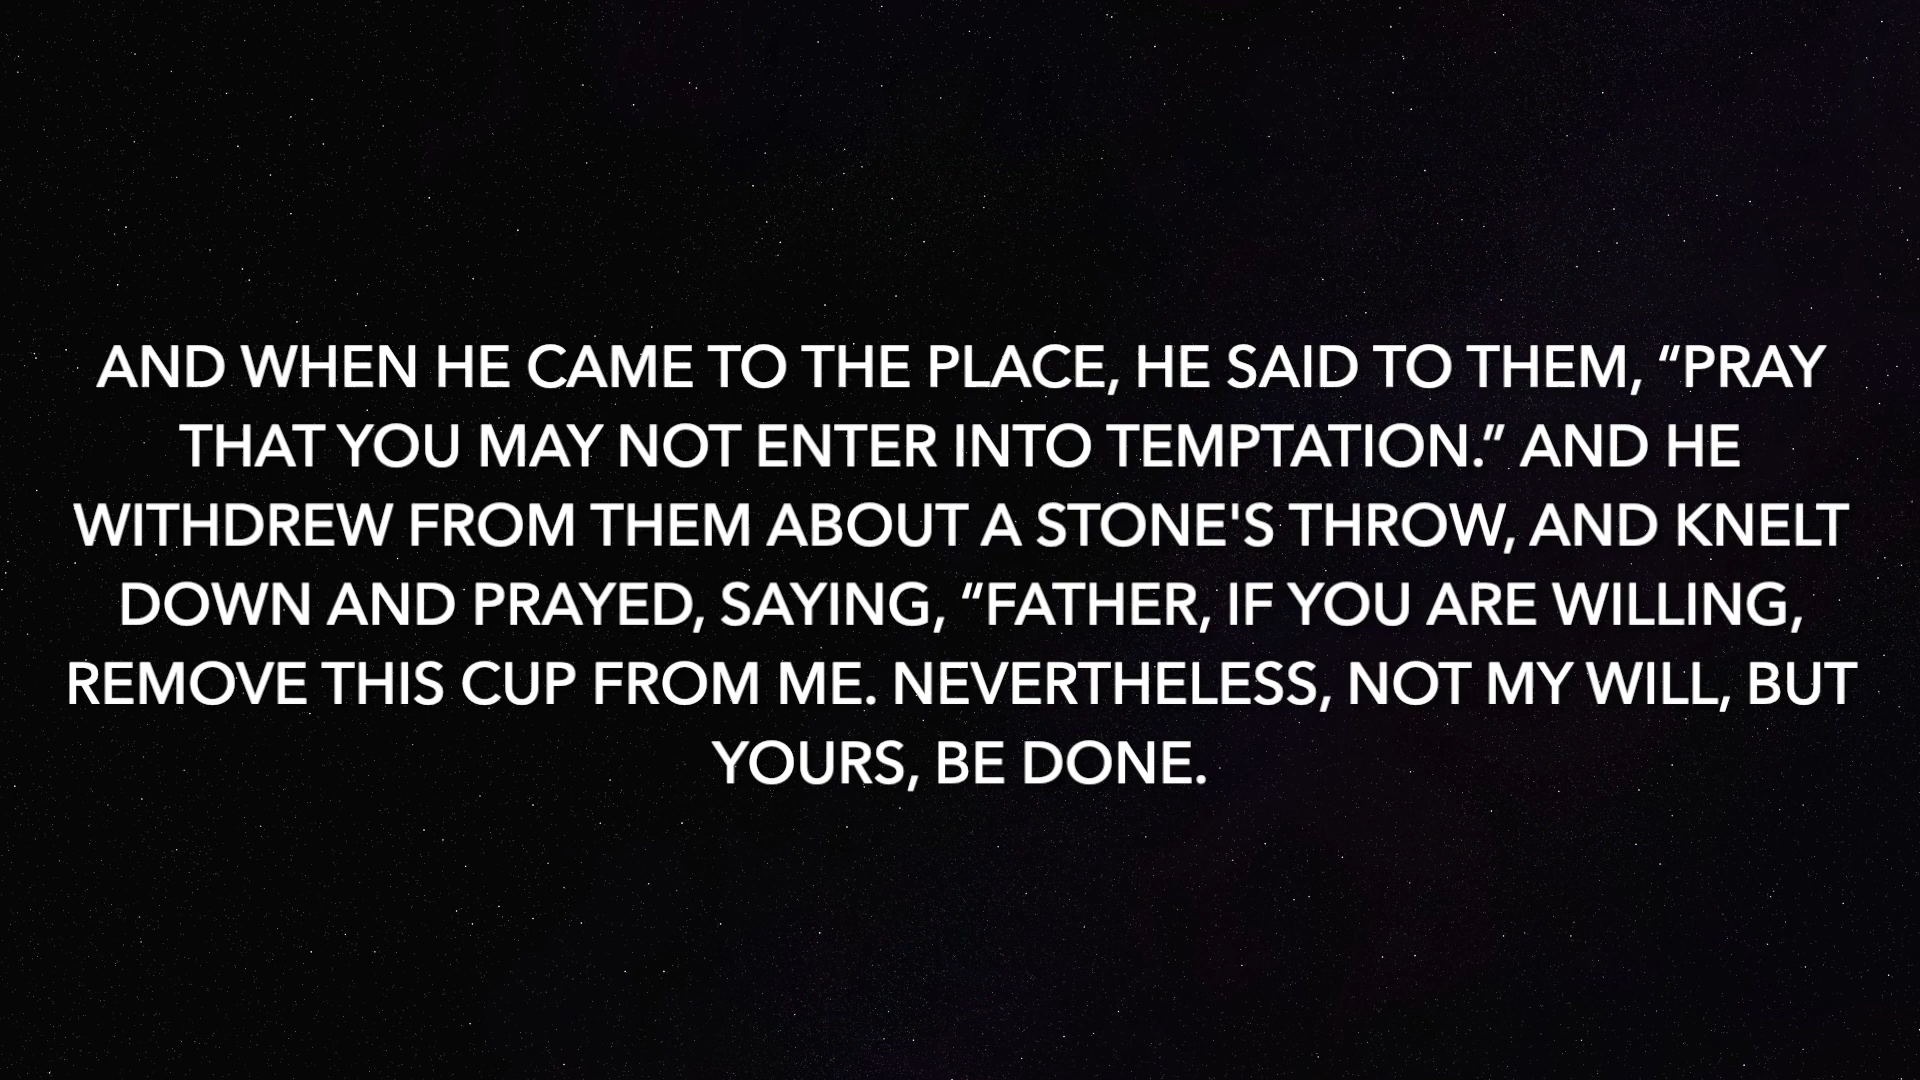 AND WHEN HE CAME TO THE PLACE, HE SAID TO THEM, “PRAY
THAT YOU MAY NOT ENTER INTO TEMPTATION.” AND HE
WITHDREW FROM THEM ABOUT A STONE'S THROW, AND KNELT
DOWN AND PRAYED, SAYING, “FATHER, IF YOU ARE WILLING,
REMOVE THIS CUP FROM ME. NEVERTHELESS, NOT MY WILL, BUT
YOURS, BE DONE.